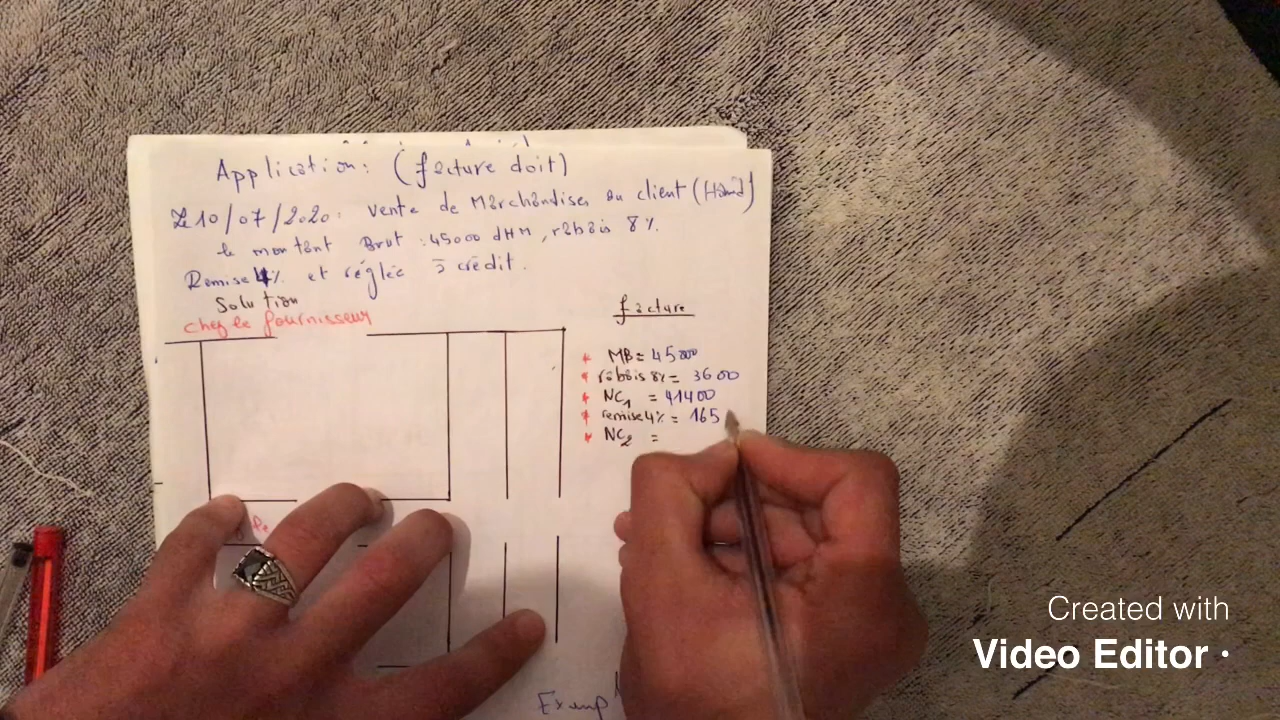 Application: (facture doit)
Le 10/07/2020: vente de Marchandises au client (Hamid)
le montant Brut : 45000 dHM, rabais 8%.
Remise 4% et réglée à crédit.
Solution
chez le fournisseur
facture
MB = 45000
rabais 8% = 3600
NC1 = 41400
remise 4% = 165
NC2 =
Exemp
Created with
Video Editor